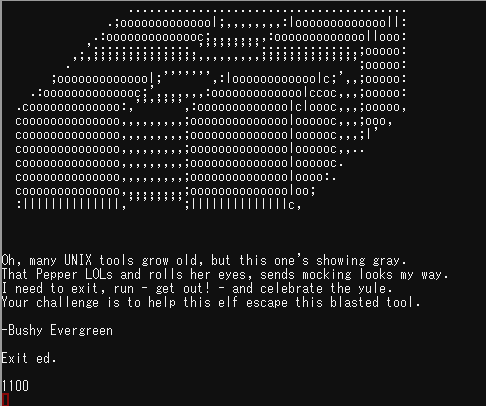 Oh, many UNIX tools grow old, but this one's showing gray.
That Pepper LOLs and rolls her eyes, sends mocking looks my way.
I need to exit, run - get out! - and celebrate the yule.
Your challenge is to help this elf escape this blasted tool.
-Bushy Evergreen
Exit ed.
1100